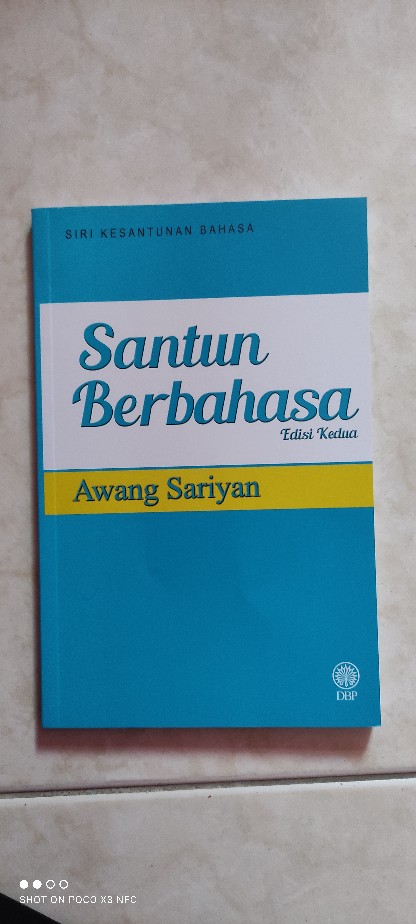 SIRI KESANTUNAN BAHASA
Santun
Berbahasa
Edisi Kedua
Awang Sariyan
DBP
SHOT ON POCO X3 NFC